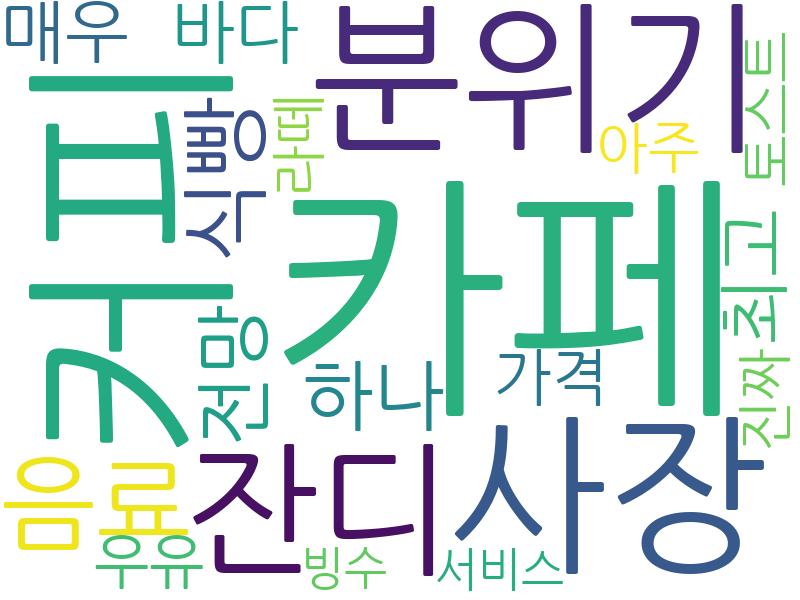 매우
바다
분위기
토스트
커피
식빵
라떼
아주
카페
최고
전망
하나
가격
진짜
음료
잔디
사장
우유
빙수
서비스